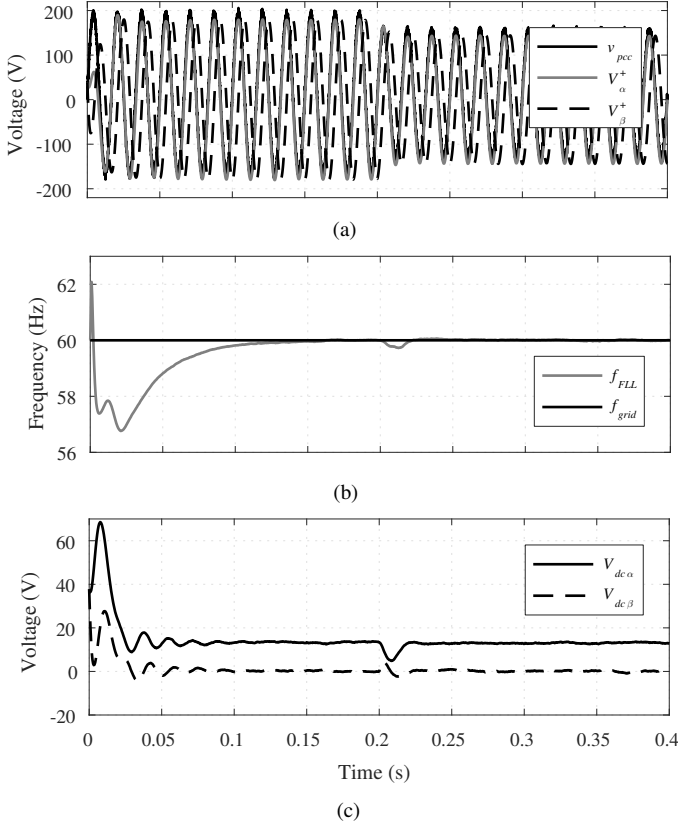 200
100
0
-100
-200
Voltage (V)
v_pcc
V_α^+
V_β^+
(a)
62
60
58
56
Frequency (Hz)
f_FLL
f_grid
(b)
60
40
20
0
-20
Voltage (V)
V_dc α
V_dc β
0 0.05 0.1 0.15 0.2 0.25 0.3 0.35 0.4
Time (s)
(c)